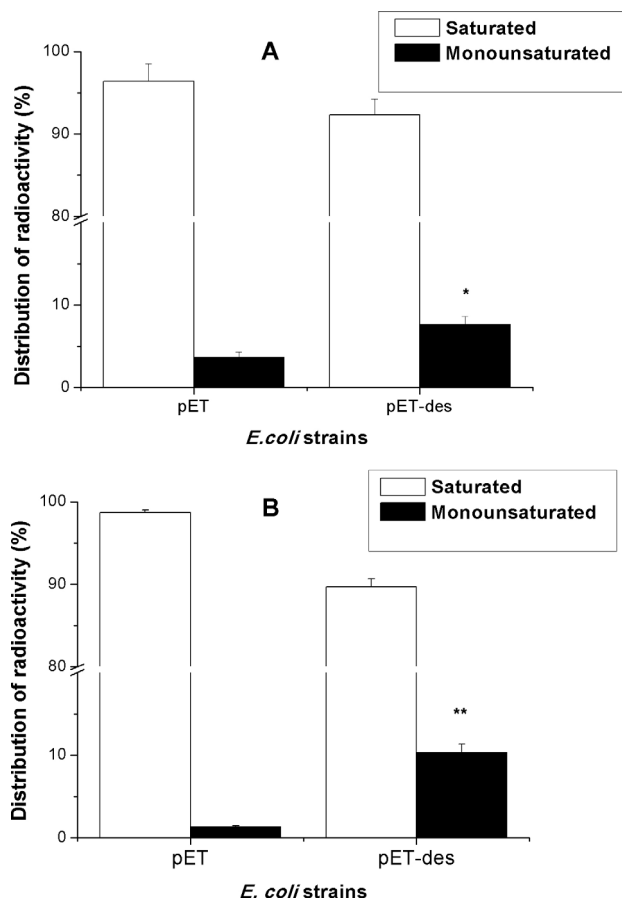 Saturated
Monounsaturated
A
Distribution of radioactivity (%)
100
90
80
10
0
*
pET
pET-des
E.coli strains
Saturated
Monounsaturated
B
Distribution of radioactivity (%)
100
90
80
10
0
**
pET
pET-des
E. coli strains